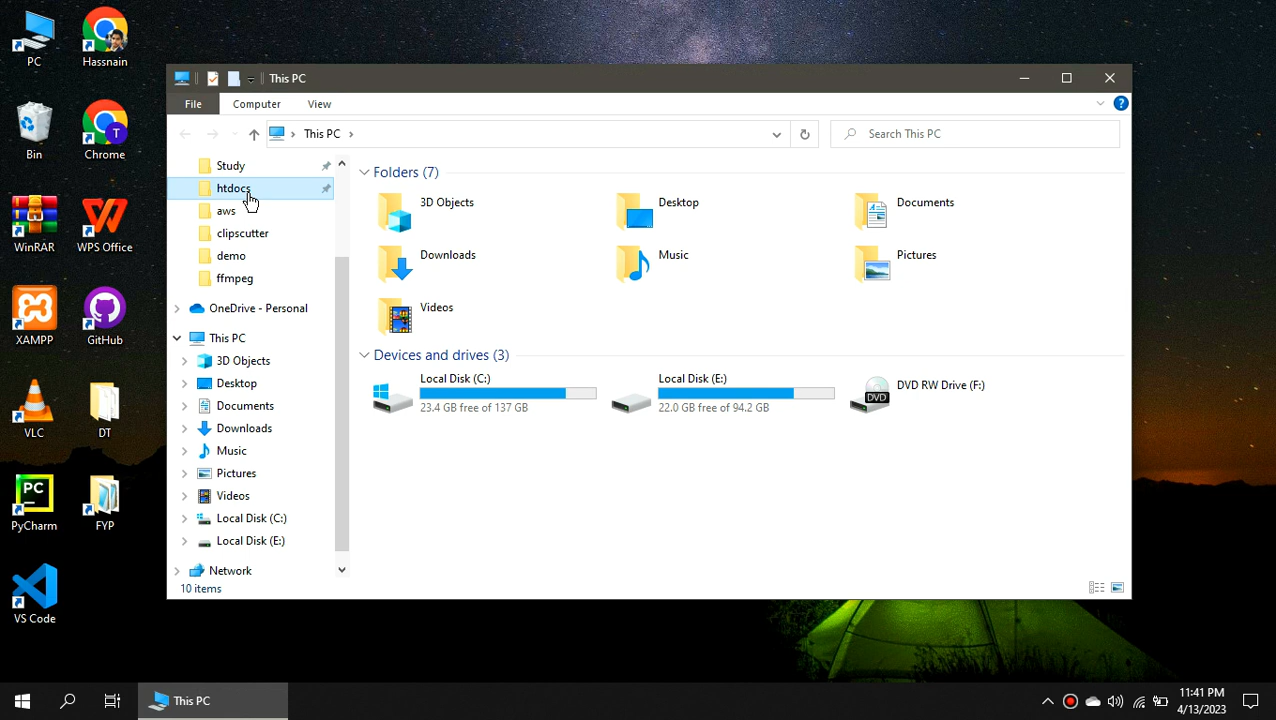 PC
Hassnain
Bin
Chrome
WinRAR
WPS Office
XAMPP
GitHub
VLC
DT
PyCharm
FYP
VS Code
This PC
File
Computer
View
This PC
Search This PC
Study
htdocs
aws
clipscutter
demo
ffmpeg
OneDrive - Personal
This PC
3D Objects
Desktop
Documents
Downloads
Music
Pictures
Videos
Local Disk (C:)
Local Disk (E:)
Network
Folders (7)
3D Objects
Desktop
Documents
Downloads
Music
Pictures
Videos
Devices and drives (3)
Local Disk (C:)
23.4 GB free of 137 GB
Local Disk (E:)
22.0 GB free of 94.2 GB
DVD RW Drive (F:)
DVD
10 items
This PC
11:41 PM
4/13/2023